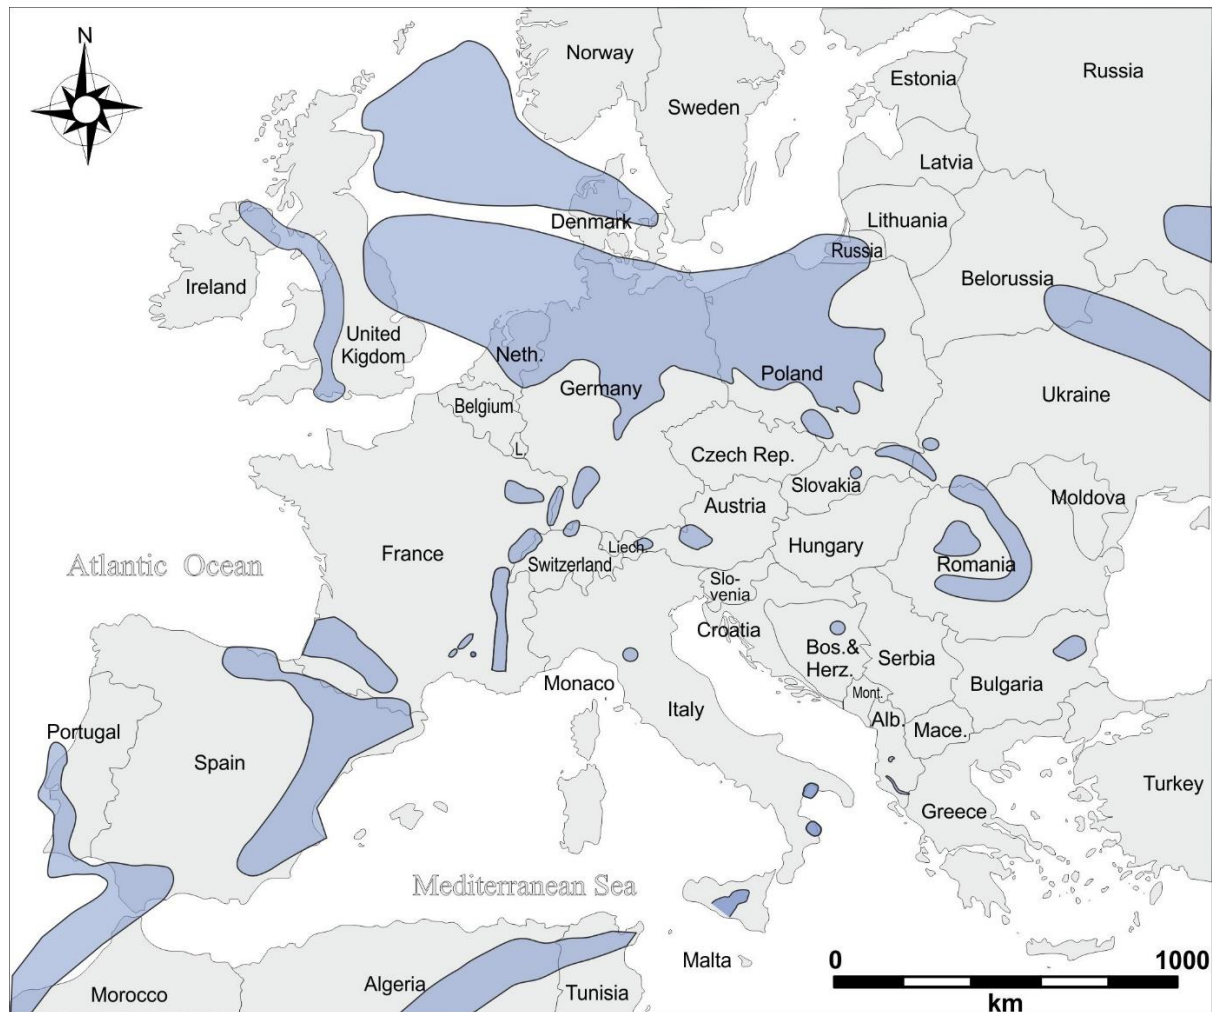 N
Norway
Sweden
Estonia
Russia
Latvia
Lithuania
Denmark
Russia
Belorussia
Ireland
United
Kigdom
Neth.
Germany
Poland
Belgium
Ukraine
L.
Czech Rep.
Slovakia
Moldova
Austria
France
Liech.
Switzerland
Hungary
Romania
Atlantic Ocean
Slo-
venia
Croatia
Bos.&
Herz.
Serbia
Bulgaria
Monaco
Italy
Mont.
Alb.
Mace.
Portugal
Spain
Turkey
Greece
Mediterranean Sea
Malta
Morocco
Algeria
Tunisia
0
1000
km